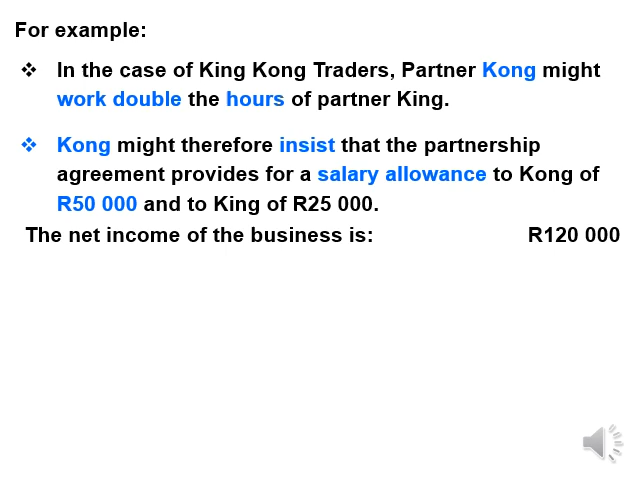 For example:
❖ In the case of King Kong Traders, Partner Kong might
work double the hours of partner King.
❖ Kong might therefore insist that the partnership
agreement provides for a salary allowance to Kong of
R50 000 and to King of R25 000.
The net income of the business is: R120 000